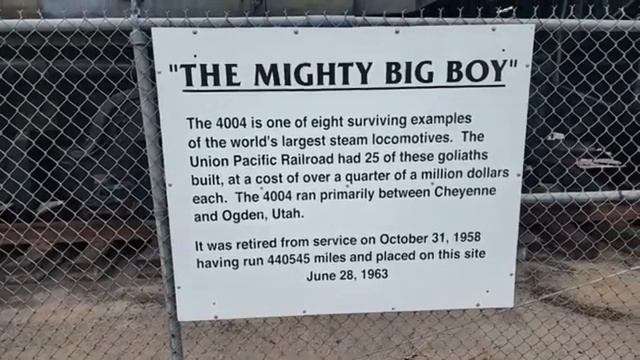 "THE MIGHTY BIG BOY"
The 4004 is one of eight surviving examples
of the world's largest steam locomotives. The
Union Pacific Railroad had 25 of these goliaths
built, at a cost of over a quarter of a million dollars
each. The 4004 ran primarily between Cheyenne
and Ogden, Utah.
It was retired from service on October 31, 1958
having run 440545 miles and placed on this site
June 28, 1963